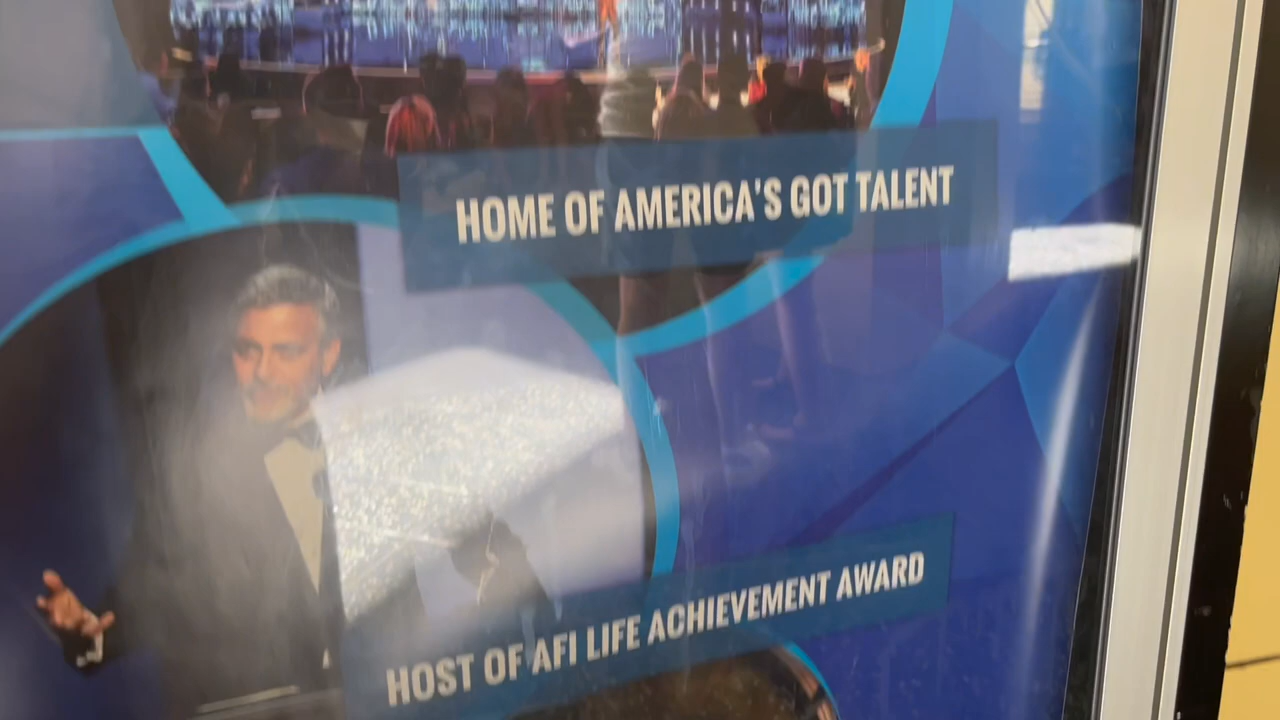 HOME OF AMERICA'S GOT TALENT
HOST OF AFI LIFE ACHIEVEMENT AWARD